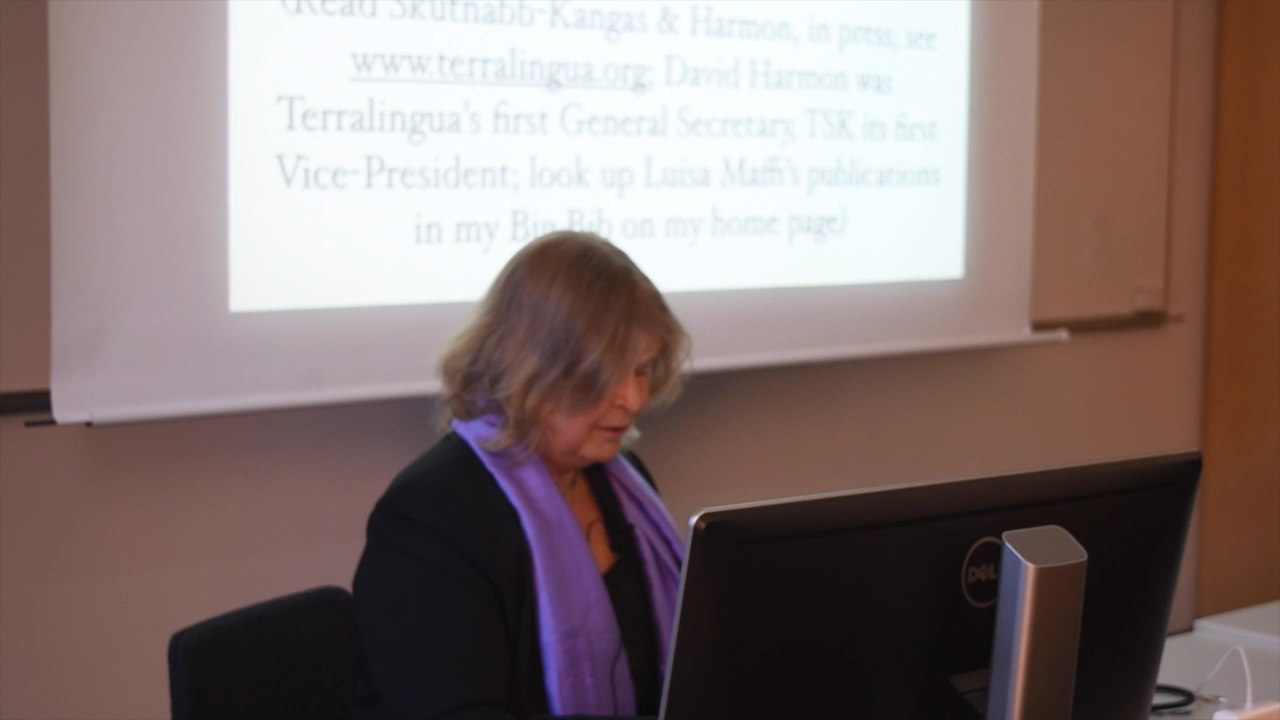 (Read Skutnabb-Kangas & Harmon, in press; see
www.terralingua.org; David Harmon was
Terralingua's first General Secretary, TSK its first
Vice-President; look up Luisa Maffi's publications
in my Big Bib on my home page)
DELL